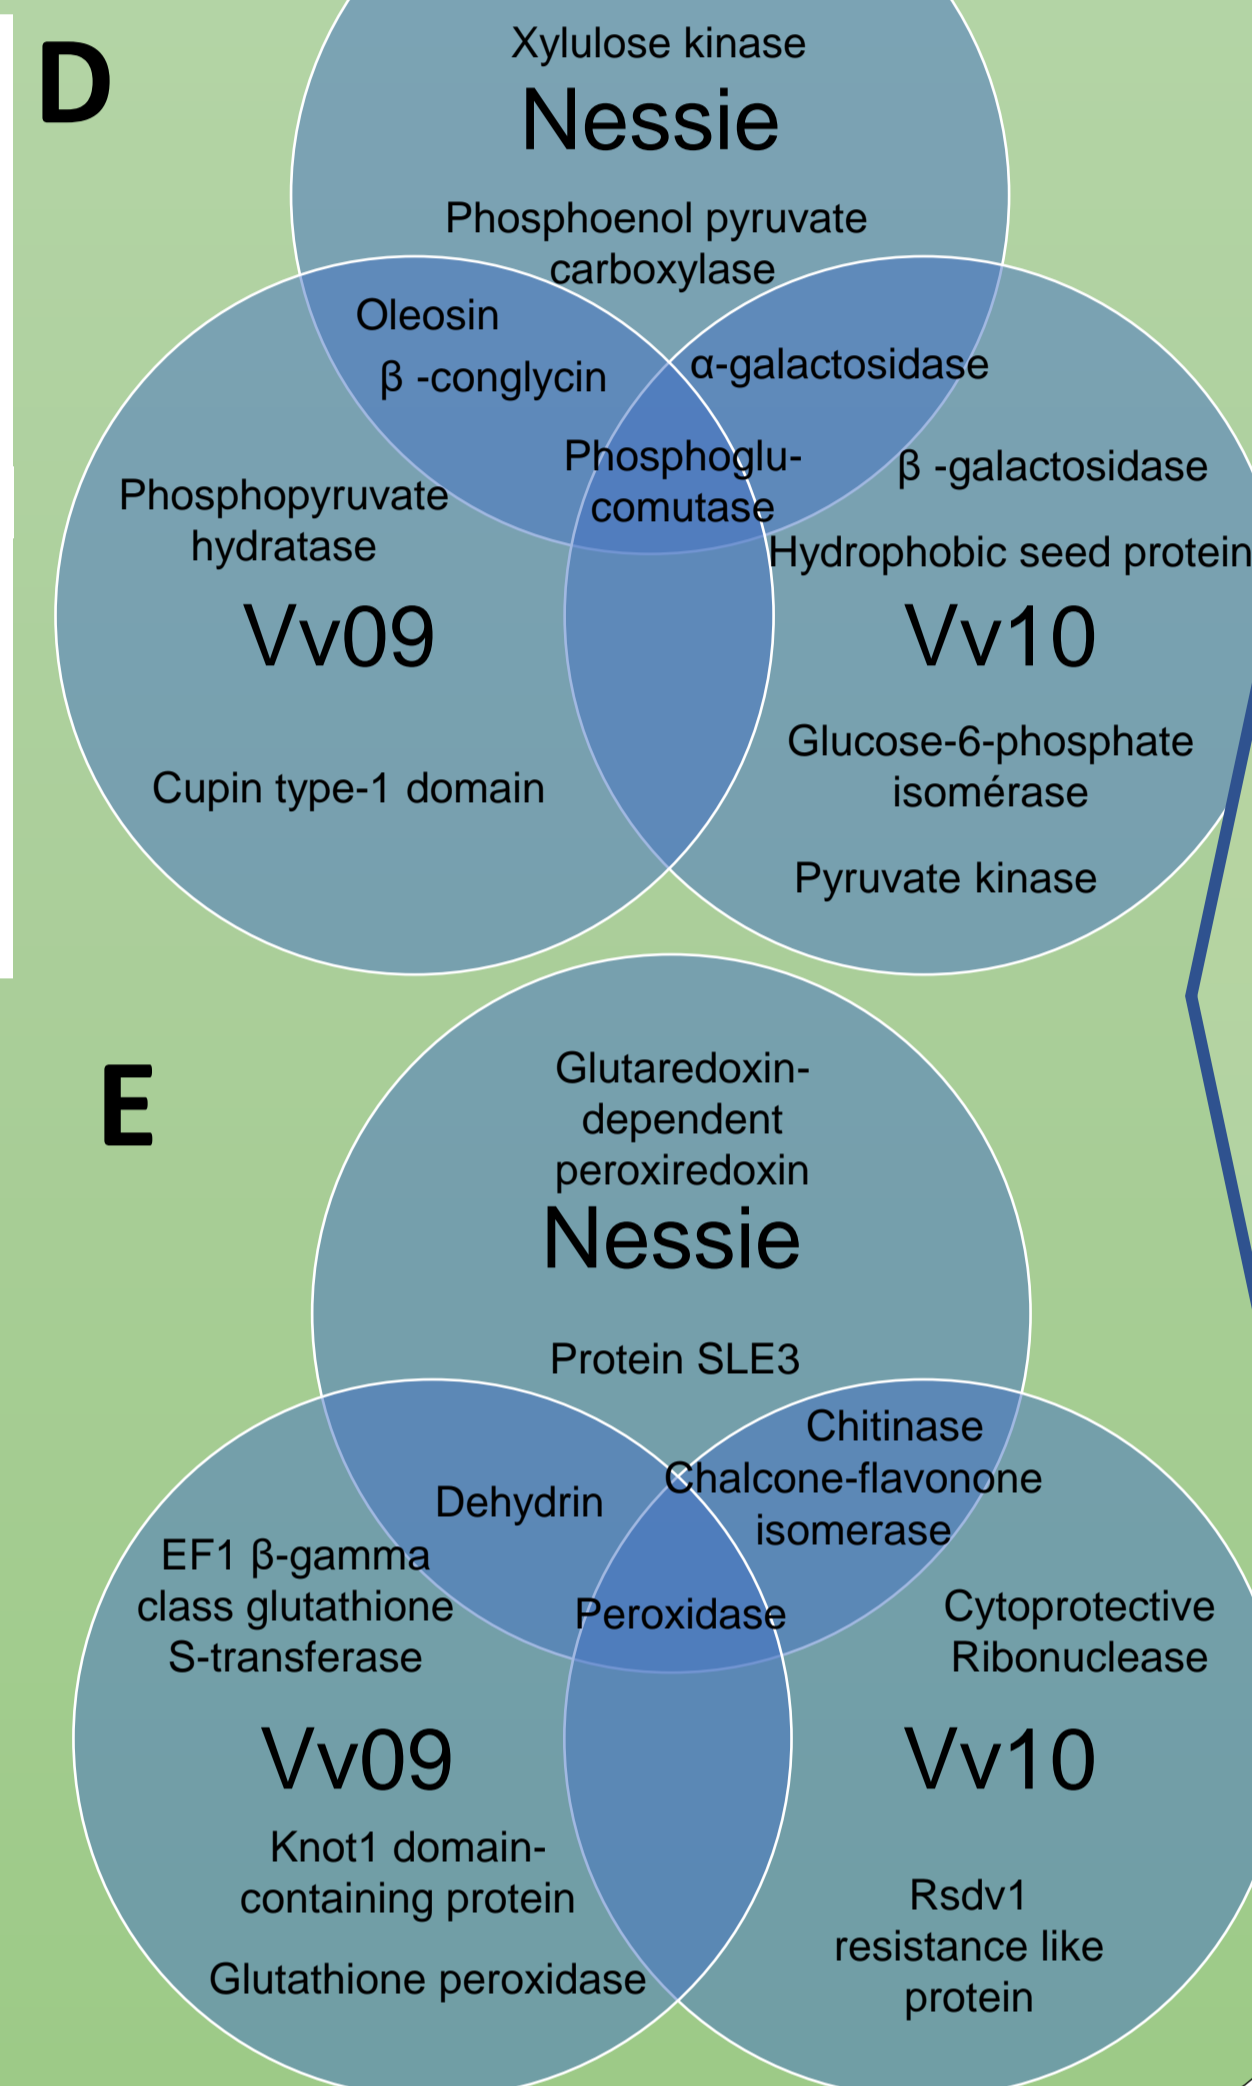 D
Xylulose kinase
Nessie
Phosphoenol pyruvate
carboxylase
Oleosin
β -conglycin
α-galactosidase
Phosphoglu-
comutase
β -galactosidase
Phosphopyruvate
hydratase
Hydrophobic seed protein
Vv09
Vv10
Glucose-6-phosphate
isomérase
Cupin type-1 domain
Pyruvate kinase
E
Glutaredoxin-
dependent
peroxiredoxin
Nessie
Protein SLE3
Chitinase
Chalcone-flavonone
isomerase
Dehydrin
EF1 β-gamma
class glutathione
S-transferase
Peroxidase
Cytoprotective
Ribonuclease
Vv09
Vv10
Knot1 domain-
containing protein
Glutathione peroxidase
Rsdv1
resistance like
protein